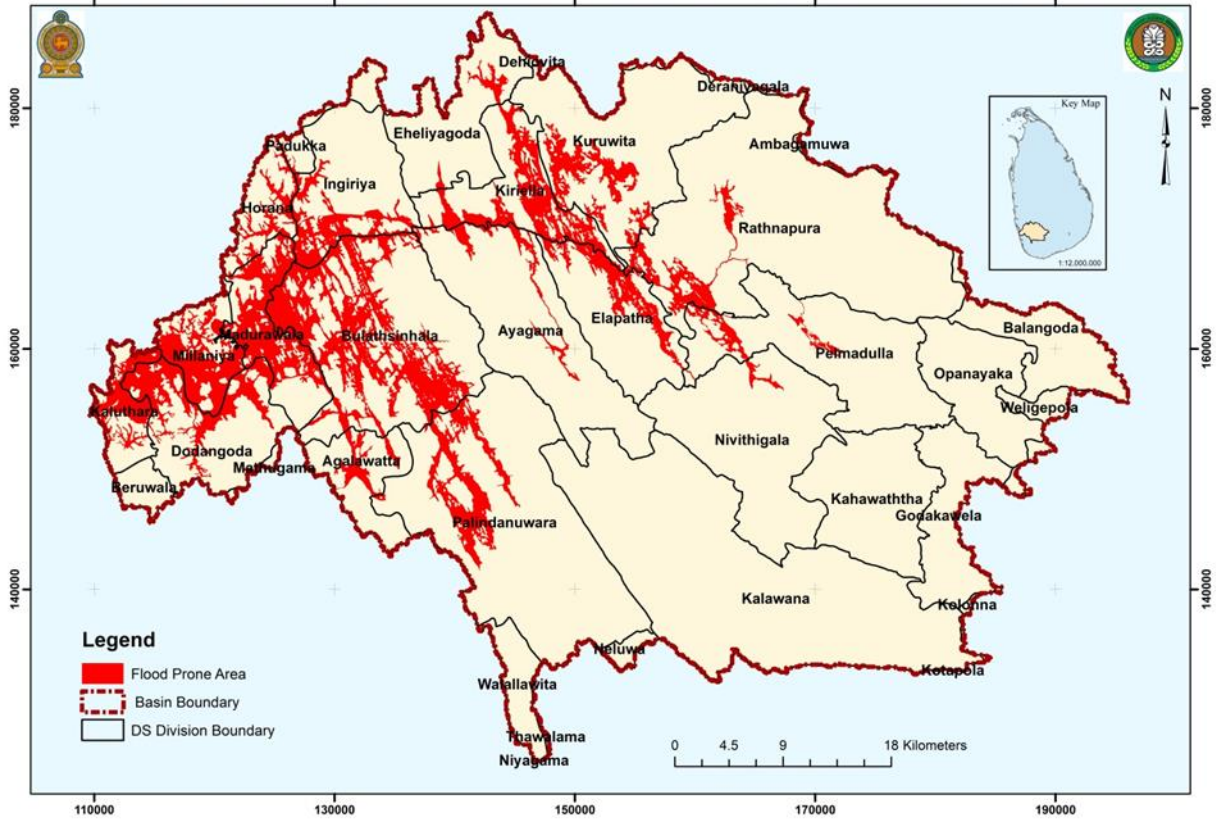 N
Key Map
1:12,000,000
180000
180000
Dehiovita
Deraniyagala
Eheliyagoda
Kuruwita
Ambagamuwa
Padukka
Ingiriya
Kiriella
Horana
Rathnapura
Elapatha
Balangoda
Madurawala
Bulathsinhala
Ayagama
160000
160000
Millaniya
Pelmadulla
Opanayaka
Kaluthara
Weligepola
Dodangoda
Nivithigala
Mathugama
Agalawatta
Beruwala
Kahawaththa
Godakawela
Palindanuwara
140000
140000
Kalawana
Kolonna
Neluwa
Kotapola
Walallawita
Thawalama
Niyagama
Legend
Flood Prone Area
Basin Boundary
DS Division Boundary
0 4.5 9 18 Kilometers
110000 130000 150000 170000 190000